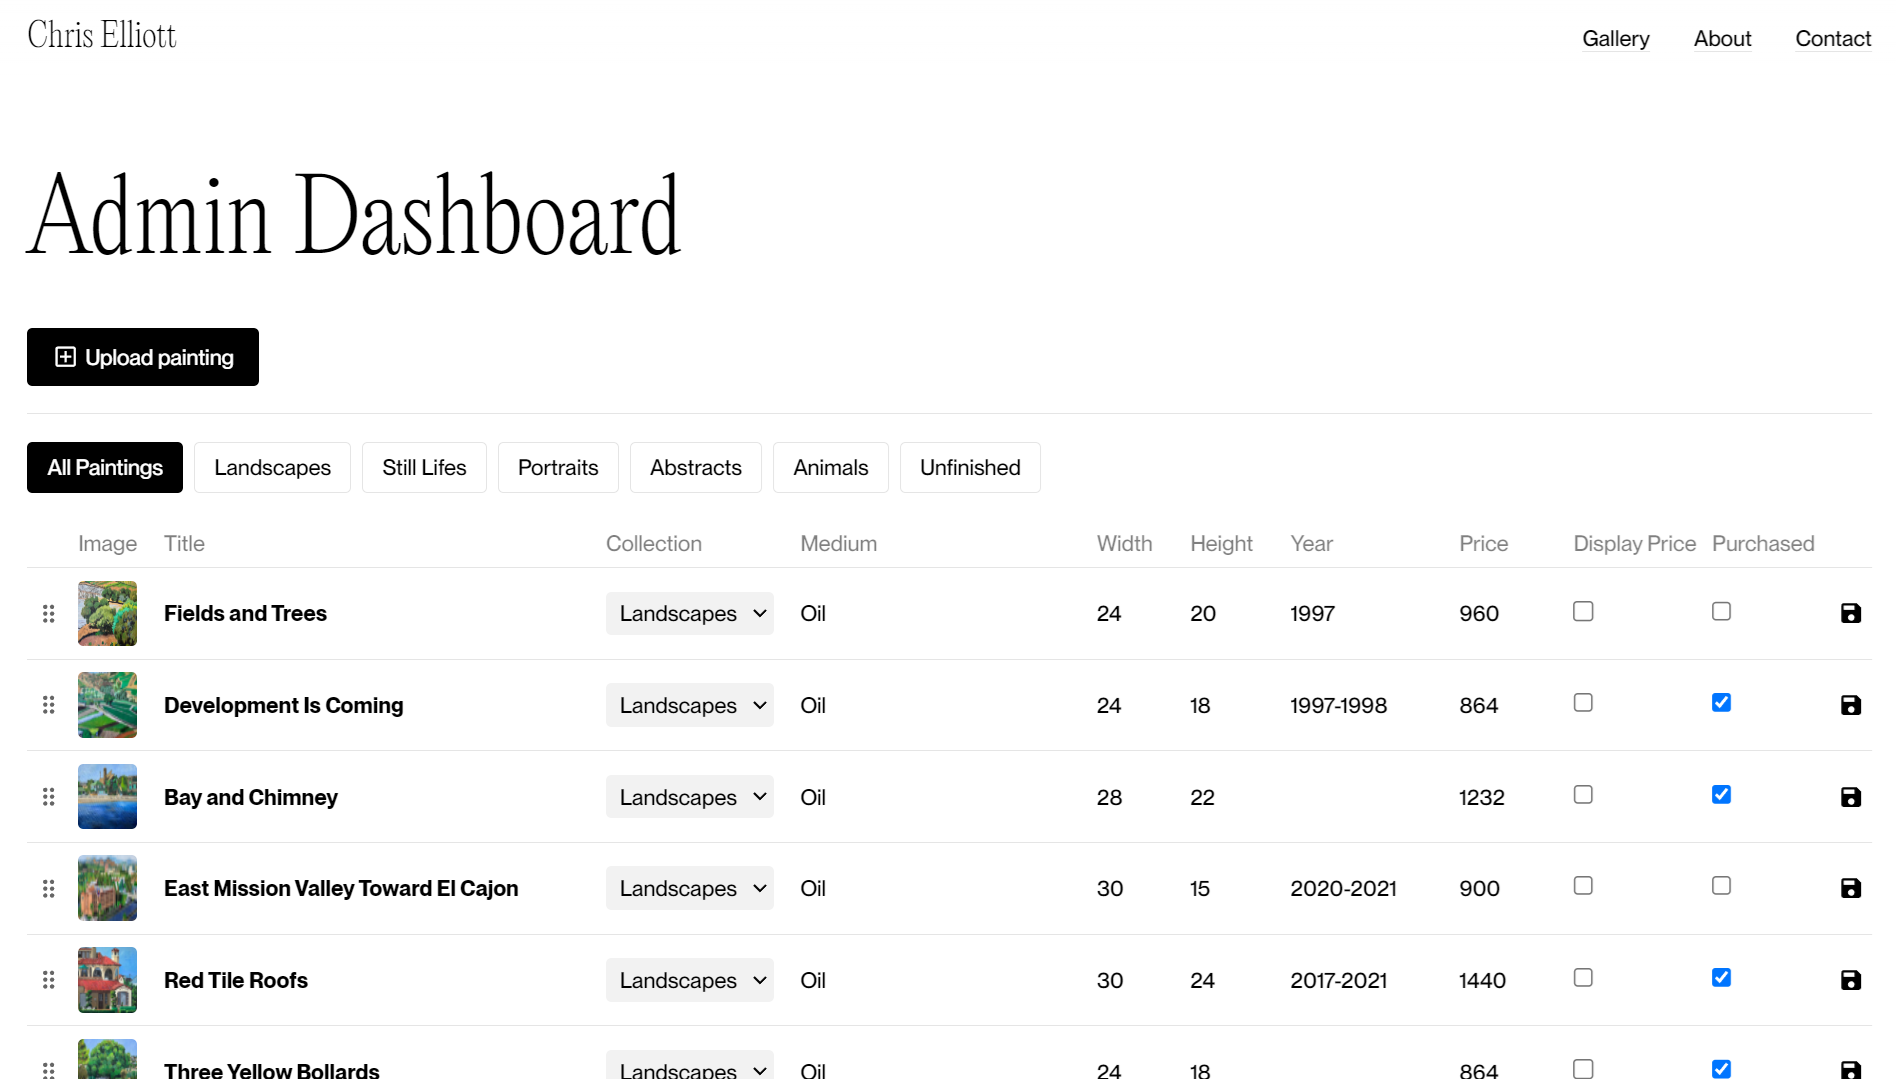 Chris Elliott
Gallery About Contact
Admin Dashboard
Upload painting
All Paintings Landscapes Still Lifes Portraits Abstracts Animals Unfinished
Image Title Collection Medium Width Height Year Price Display Price Purchased
Fields and Trees Landscapes Oil 24 20 1997 960
Development Is Coming Landscapes Oil 24 18 1997-1998 864
Bay and Chimney Landscapes Oil 28 22 1232
East Mission Valley Toward El Cajon Landscapes Oil 30 15 2020-2021 900
Red Tile Roofs Landscapes Oil 30 24 2017-2021 1440
Three Yellow Bollards Landscapes Oil 24 18 864